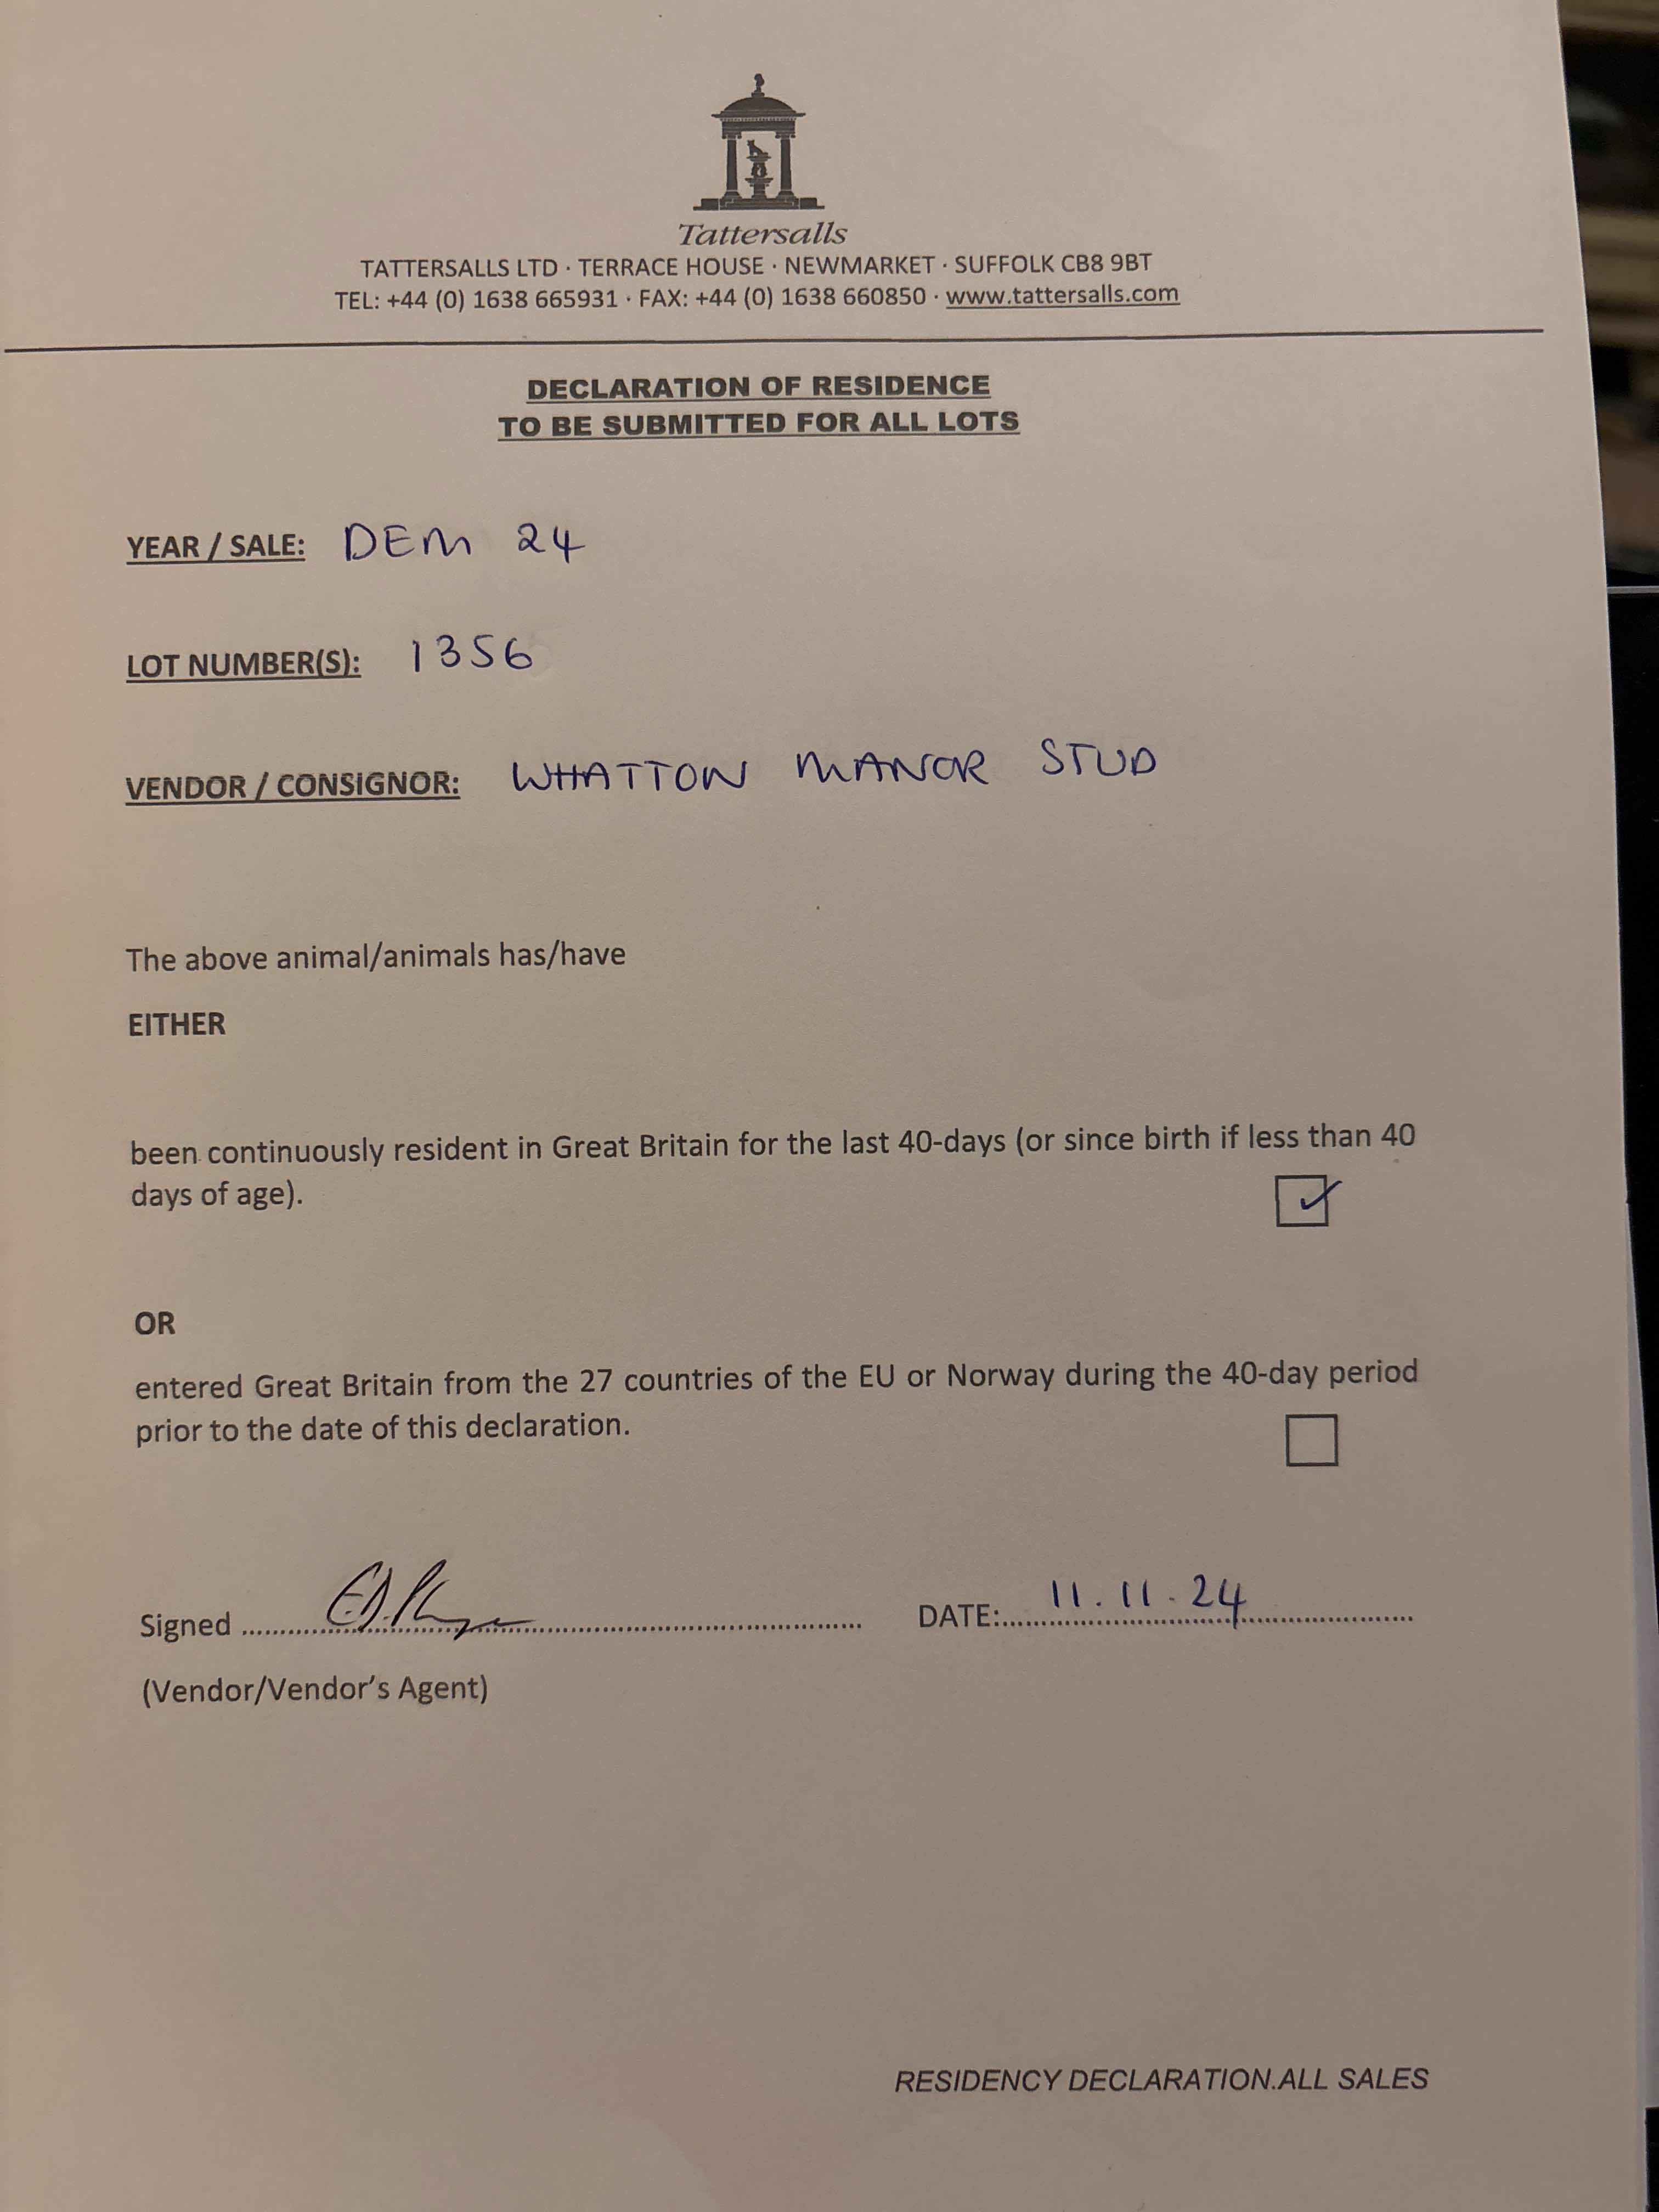 Tattersalls
TATTERSALLS LTD · TERRACE HOUSE · NEWMARKET · SUFFOLK CB8 9BT
TEL: +44 (0) 1638 665931 · FAX: +44 (0) 1638 660850 · www.tattersalls.com
DECLARATION OF RESIDENCE
TO BE SUBMITTED FOR ALL LOTS
YEAR / SALE: DEM 24
LOT NUMBER(S): 1356
VENDOR / CONSIGNOR: WHATTON MANOR STUD
The above animal/animals has/have
EITHER
been continuously resident in Great Britain for the last 40-days (or since birth if less than 40
days of age).
OR
entered Great Britain from the 27 countries of the EU or Norway during the 40-day period
prior to the date of this declaration.
Signed DATE: 11.11.24
(Vendor/Vendor's Agent)
RESIDENCY DECLARATION.ALL SALES